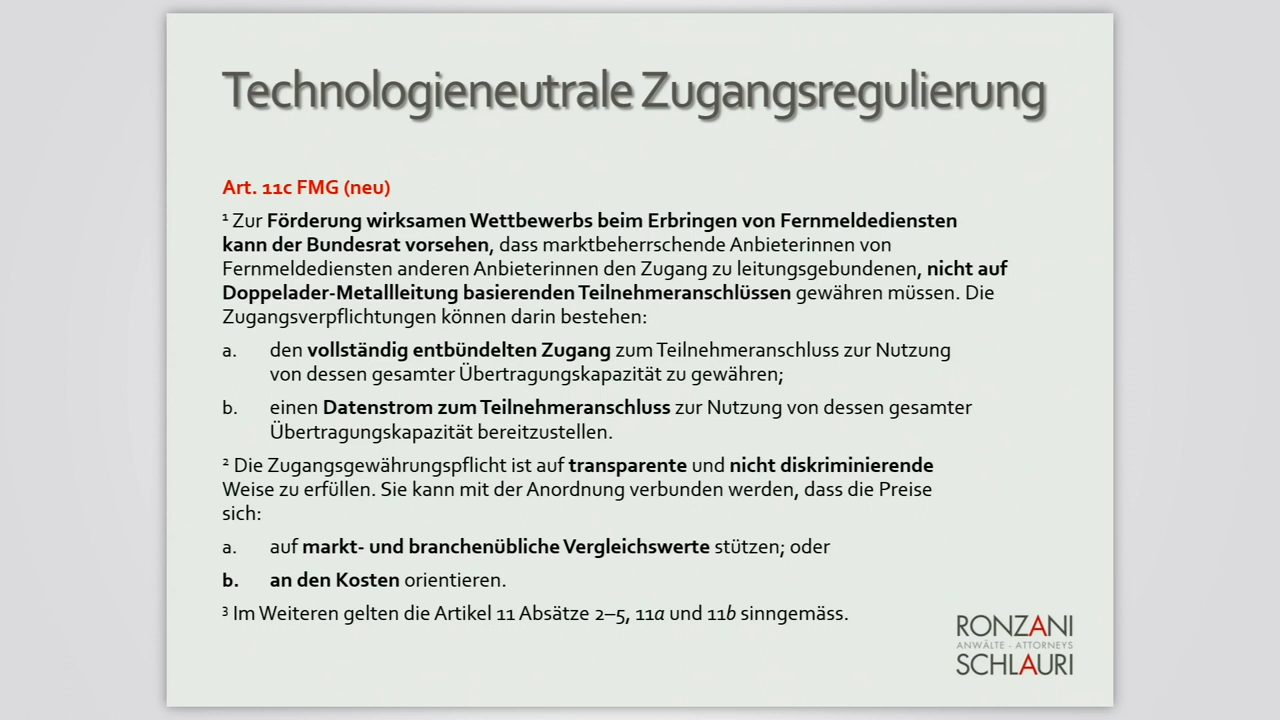 Technologieneutrale Zugangsregulierung
Art. 11c FMG (neu)
¹ Zur Förderung wirksamen Wettbewerbs beim Erbringen von Fernmeldediensten
kann der Bundesrat vorsehen, dass marktbeherrschende Anbieterinnen von
Fernmeldediensten anderen Anbieterinnen den Zugang zu leitungsgebundenen, nicht auf
Doppelader-Metallleitung basierenden Teilnehmeranschlüssen gewähren müssen. Die
Zugangsverpflichtungen können darin bestehen:
a. den vollständig entbündelten Zugang zum Teilnehmeranschluss zur Nutzung
von dessen gesamter Übertragungskapazität zu gewähren;
b. einen Datenstrom zum Teilnehmeranschluss zur Nutzung von dessen gesamter
Übertragungskapazität bereitzustellen.
² Die Zugangsgewährungspflicht ist auf transparente und nicht diskriminierende
Weise zu erfüllen. Sie kann mit der Anordnung verbunden werden, dass die Preise
sich:
a. auf markt- und branchenübliche Vergleichswerte stützen; oder
b. an den Kosten orientieren.
³ Im Weiteren gelten die Artikel 11 Absätze 2–5, 11a und 11b sinngemäss.
RONZANI
ANWÄLTE - ATTORNEYS
SCHLAURI